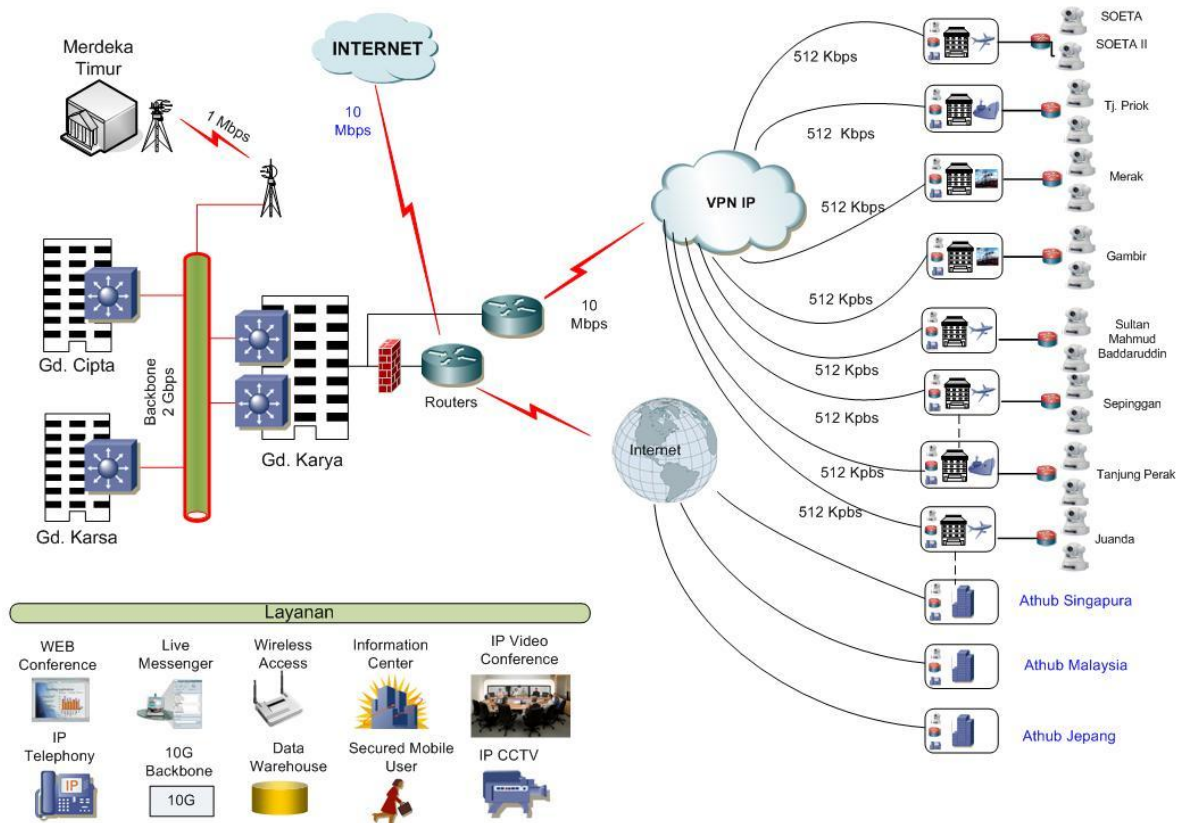 Merdeka
Timur
1 Mbps
INTERNET
10
Mbps
Gd. Cipta
Gd. Karsa
Backbone
2 Gbps
Gd. Karya
Routers
10
Mbps
VPN IP
Internet
512 Kbps
512 Kbps
512 Kbps
512 Kpbs
512 Kpbs
512 Kpbs
512 Kpbs
512 Kpbs
SOETA
SOETA II
Tj. Priok
Merak
Gambir
Sultan
Mahmud
Baddaruddin
Sepinggan
Tanjung Perak
Juanda
Athub Singapura
Athub Malaysia
Athub Jepang
Layanan
WEB
Conference
Live
Messenger
Wireless
Access
Information
Center
IP Video
Conference
IP
Telephony
IP
10G
Backbone
10G
Data
Warehouse
Secured Mobile
User
IP CCTV